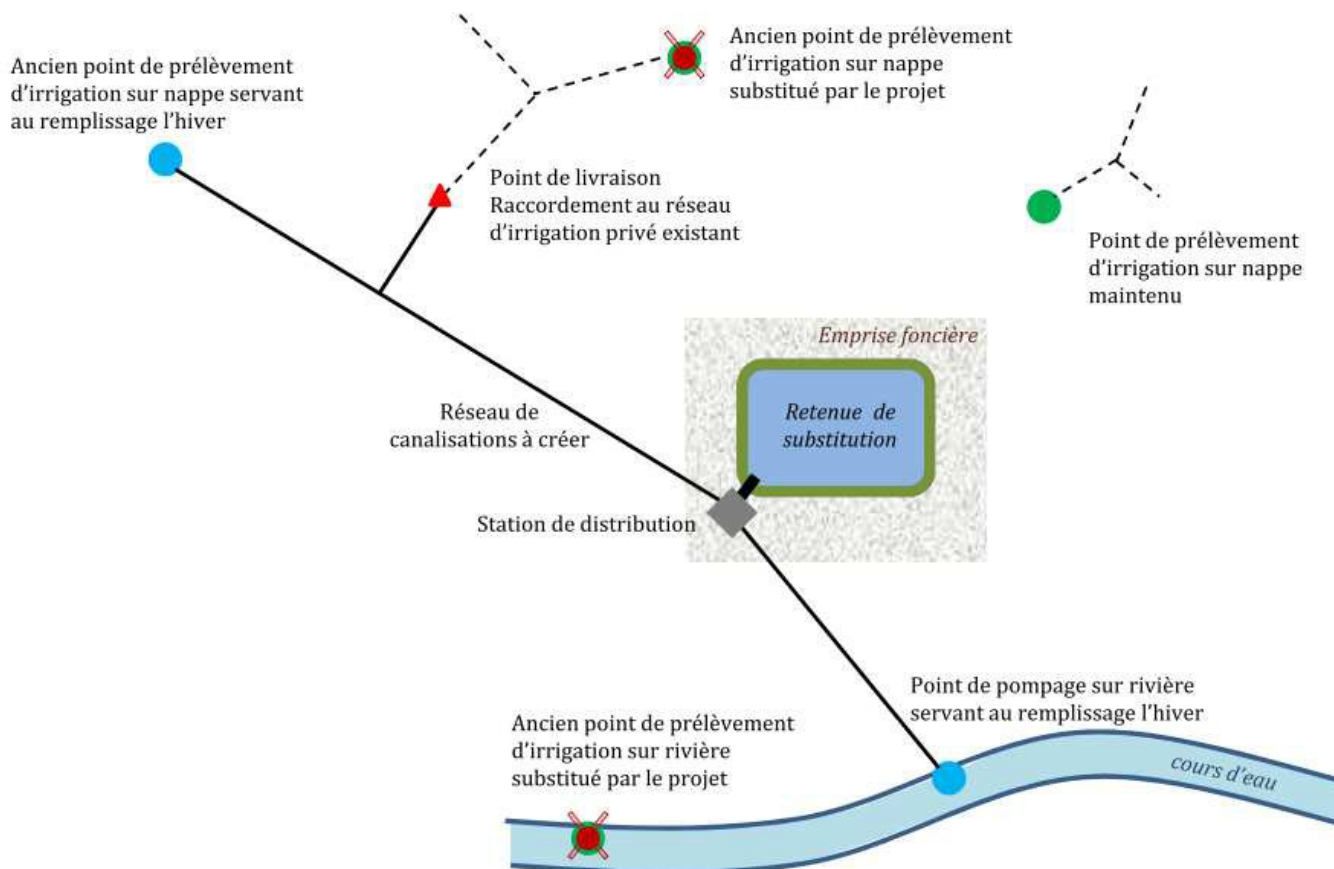 Ancien point de prélèvement
d’irrigation sur nappe servant
au remplissage l’hiver
Ancien point de prélèvement
d’irrigation sur nappe
substitué par le projet
Point de livraison
Raccordement au réseau
d’irrigation privé existant
Point de prélèvement
d’irrigation sur nappe
maintenu
Emprise foncière
Retenue de
substitution
Réseau de
canalisations à créer
Station de distribution
Point de pompage sur rivière
servant au remplissage l’hiver
Ancien point de prélèvement
d’irrigation sur rivière
substitué par le projet
cours d’eau